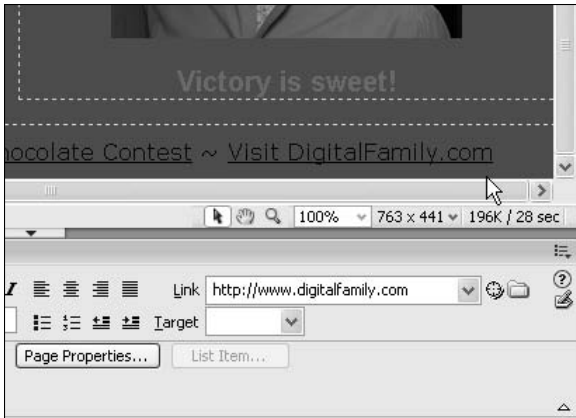 Victory is sweet!
hocolate Contest ~ Visit DigitalFamily.com
100% 763 x 441 196K / 28 sec
I Link http://www.digitalfamily.com
Target
Page Properties... List Item...